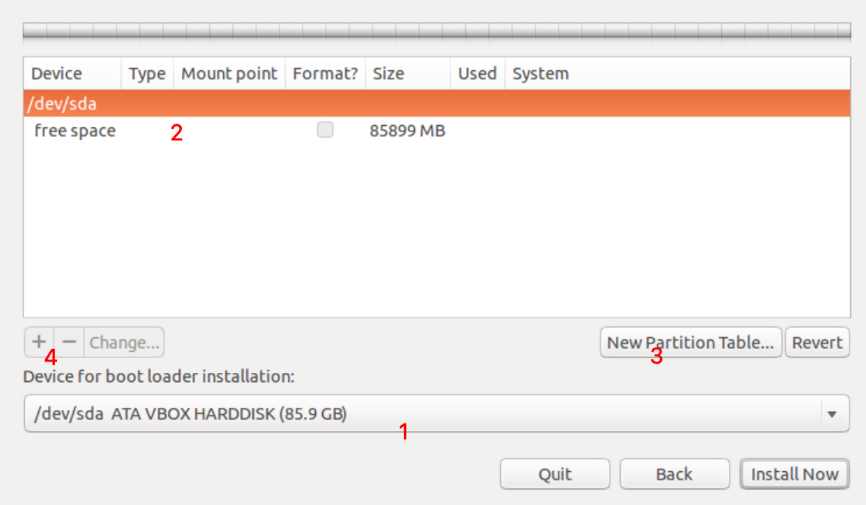 Device Type Mount point Format? Size Used System
/dev/sda
free space 2 85899 MB
+ − Change... New Partition Table... Revert
4 3
Device for boot loader installation:
/dev/sda ATA VBOX HARDDISK (85.9 GB)
1
Quit Back Install Now